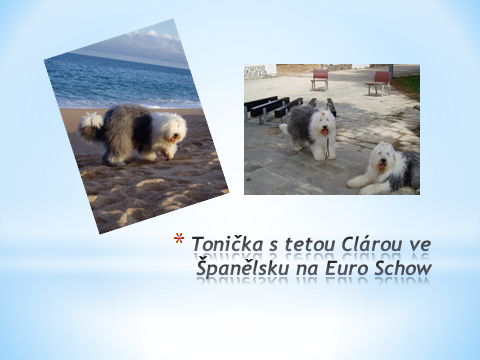 * Tonička s tetou Clárou ve
Španělsku na Euro Schow